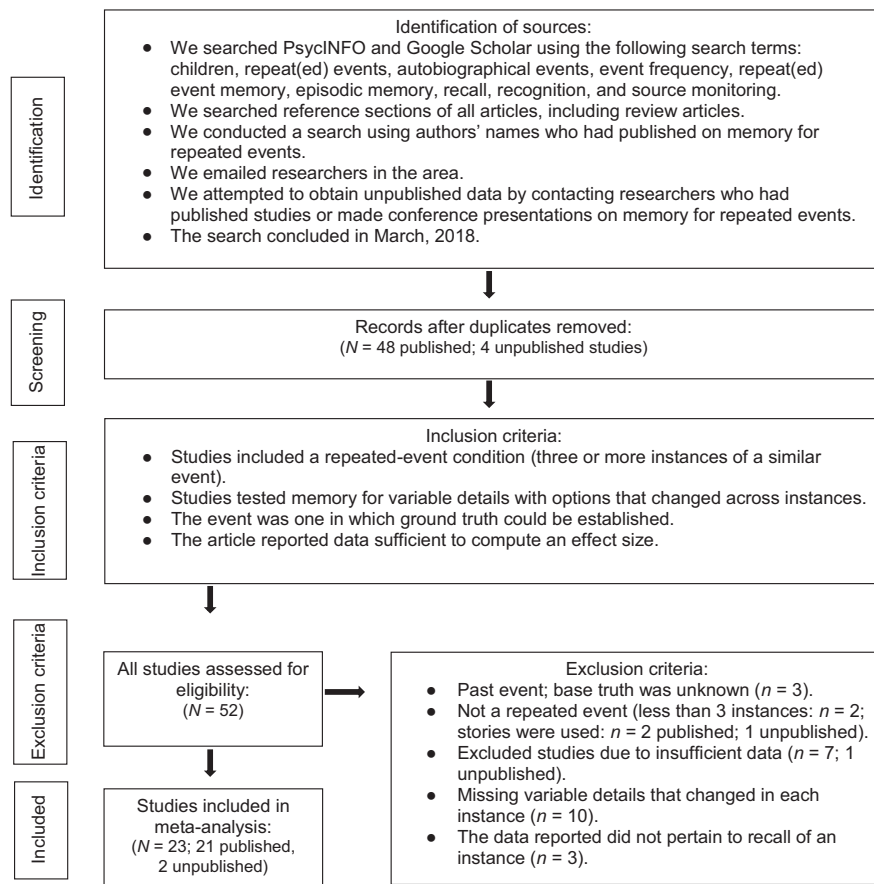 Identification
Identification of sources:
● We searched PsycINFO and Google Scholar using the following search terms:
children, repeat(ed) events, autobiographical events, event frequency, repeat(ed)
event memory, episodic memory, recall, recognition, and source monitoring.
● We searched reference sections of all articles, including review articles.
● We conducted a search using authors' names who had published on memory for
repeated events.
● We emailed researchers in the area.
● We attempted to obtain unpublished data by contacting researchers who had
published studies or made conference presentations on memory for repeated events.
● The search concluded in March, 2018.
Screening
Records after duplicates removed:
(N = 48 published; 4 unpublished studies)
Inclusion criteria
Inclusion criteria:
● Studies included a repeated-event condition (three or more instances of a similar
event).
● Studies tested memory for variable details with options that changed across instances.
● The event was one in which ground truth could be established.
● The article reported data sufficient to compute an effect size.
Exclusion criteria
All studies assessed for
eligibility:
(N = 52)
Exclusion criteria:
● Past event; base truth was unknown (n = 3).
● Not a repeated event (less than 3 instances: n = 2;
stories were used: n = 2 published; 1 unpublished).
● Excluded studies due to insufficient data (n = 7; 1
unpublished).
● Missing variable details that changed in each
instance (n = 10).
● The data reported did not pertain to recall of an
instance (n = 3).
Included
Studies included in
meta-analysis:
(N = 23; 21 published,
2 unpublished)